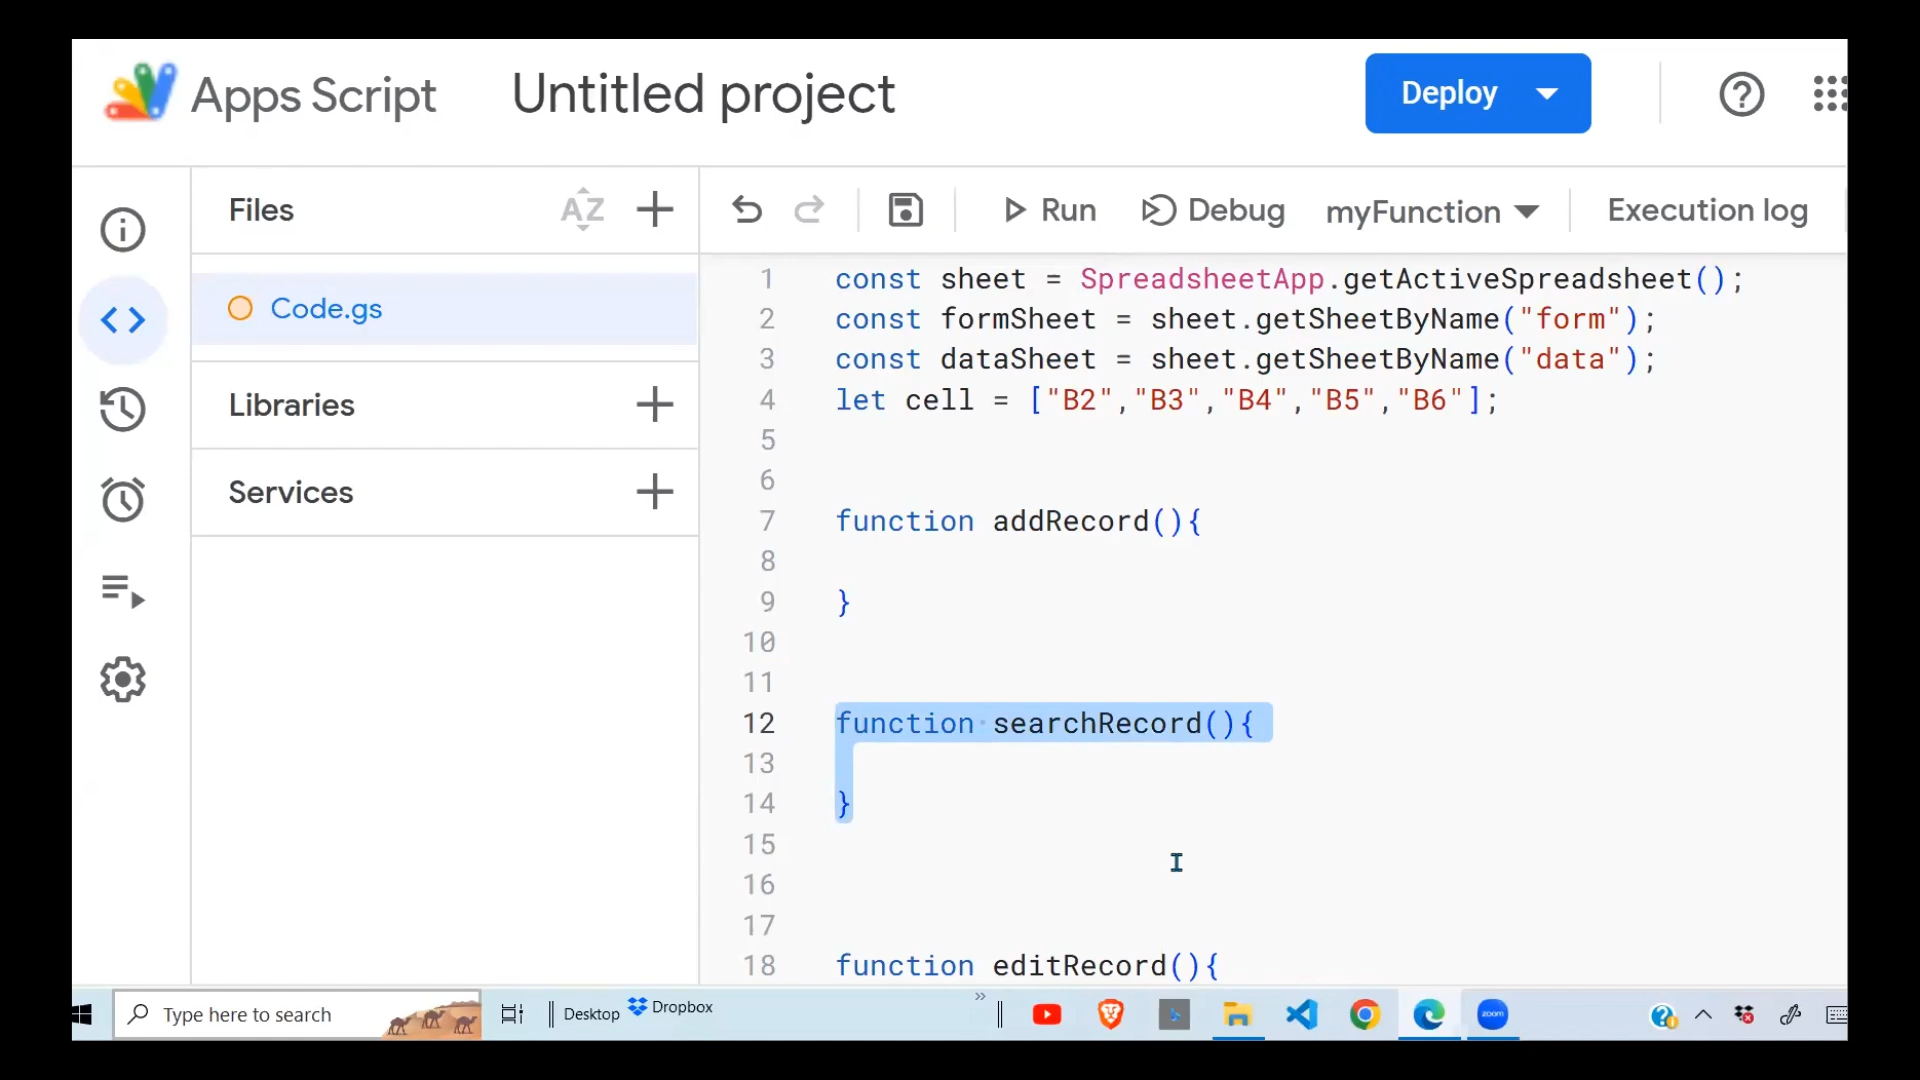 Apps Script Untitled project Deploy
Files AZ Run Debug myFunction Execution log
Code.gs
Libraries
Services
1 const sheet = SpreadsheetApp.getActiveSpreadsheet();
2 const formSheet = sheet.getSheetByName("form");
3 const dataSheet = sheet.getSheetByName("data");
4 let cell = ["B2","B3","B4","B5","B6"];
5
6
7 function addRecord(){
8
9 }
10
11
12 function searchRecord(){
13
14 }
15
16
17
18 function editRecord(){
Type here to search Desktop Dropbox zoom